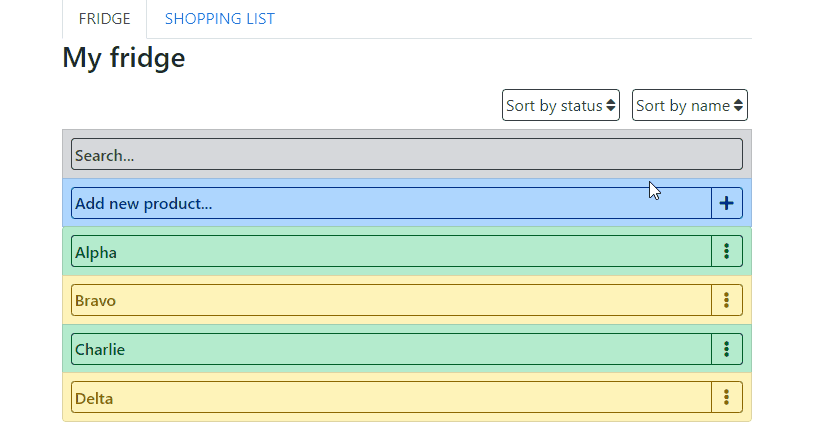 FRIDGE SHOPPING LIST
My fridge
Sort by status Sort by name
Search...
Add new product...
Alpha
Bravo
Charlie
Delta